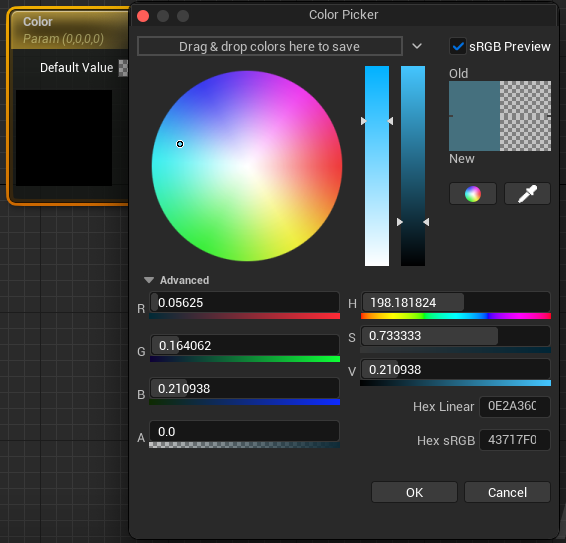 Color Picker
Color
Param (0,0,0,0)
Default Value
Drag & drop colors here to save
sRGB Preview
Old
New
Advanced
R 0.05625
G 0.164062
B 0.210938
A 0.0
H 198.181824
S 0.733333
V 0.210938
Hex Linear
Hex sRGB
OK Cancel